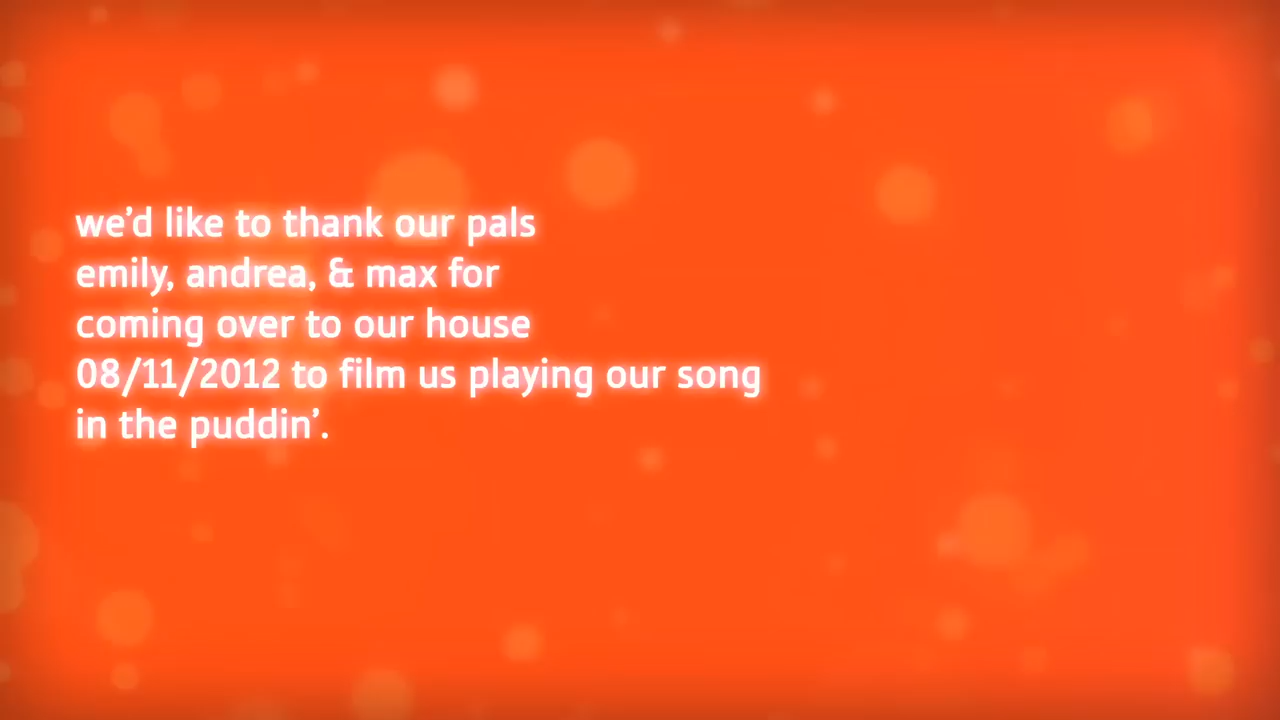 we’d like to thank our pals
emily, andrea, & max for
coming over to our house
08/11/2012 to film us playing our song
in the puddin’.